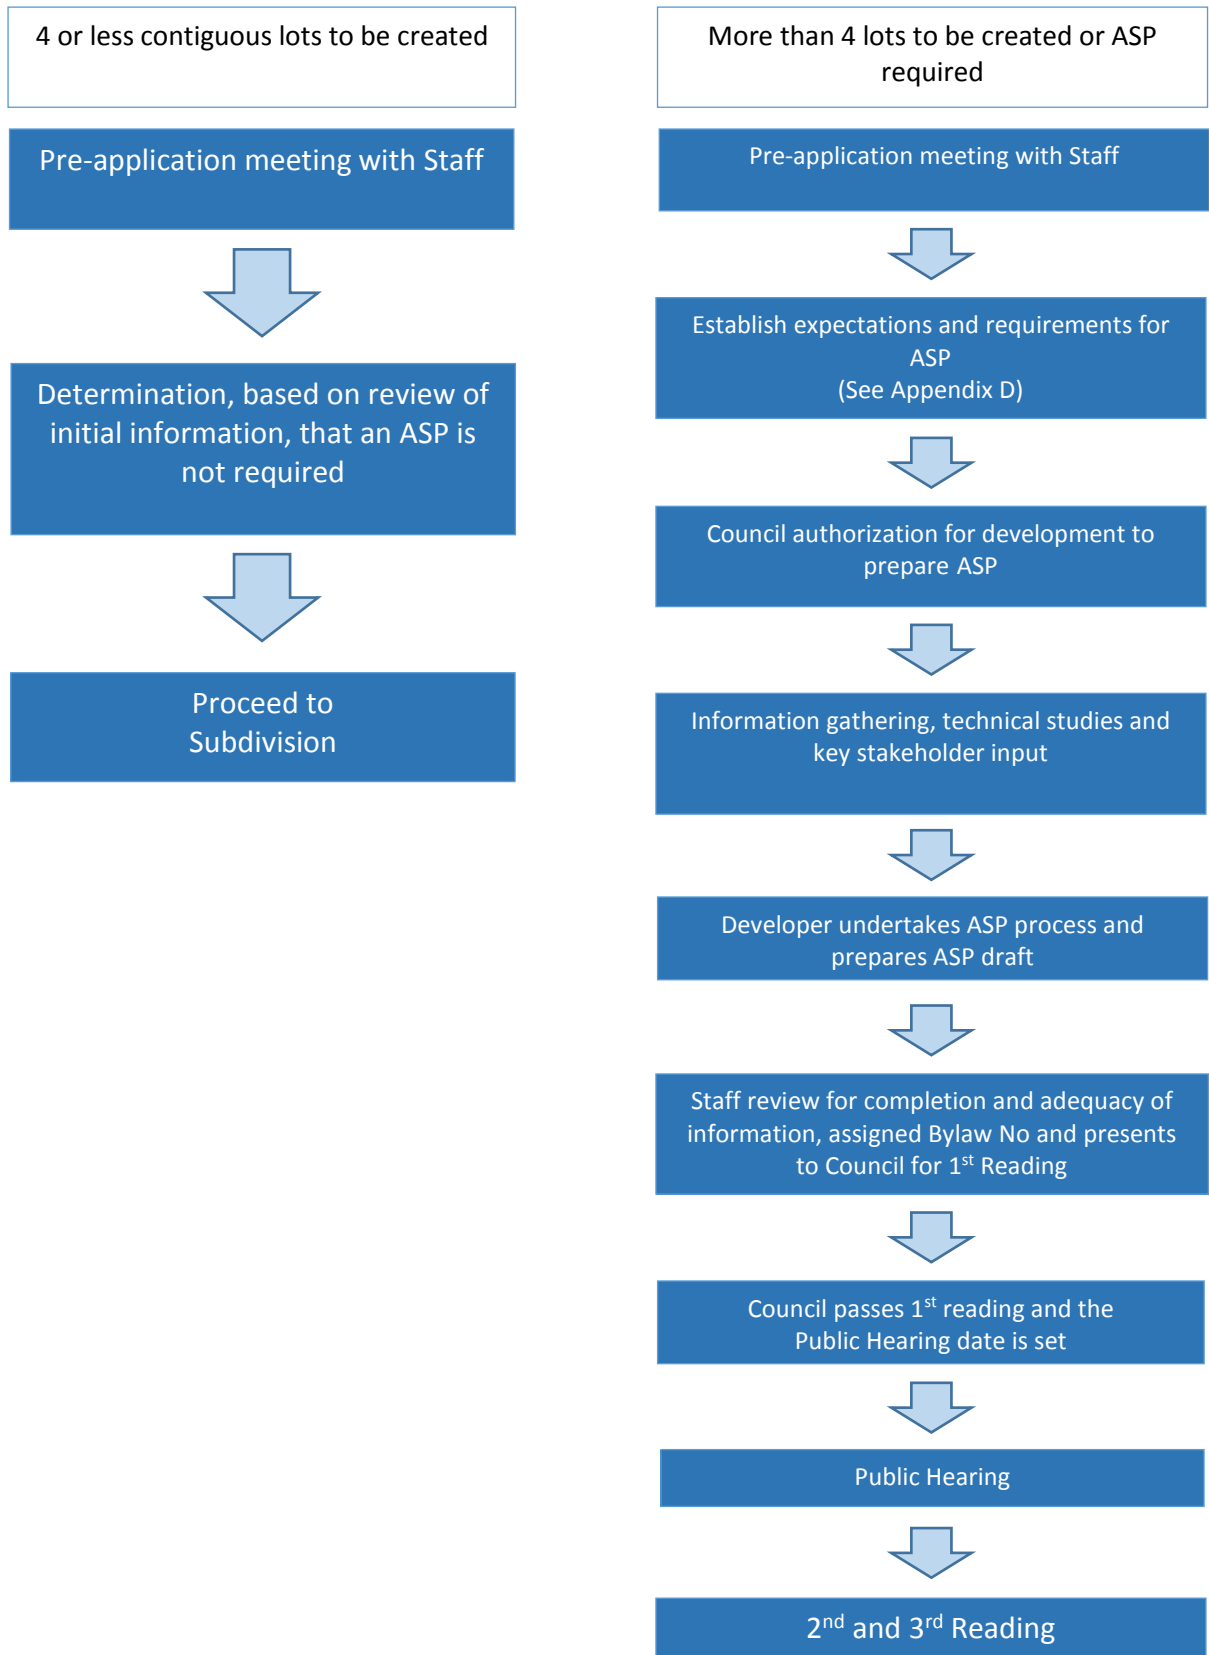 4 or less contiguous lots to be created
Pre-application meeting with Staff
Determination, based on review of
initial information, that an ASP is
not required
Proceed to
Subdivision
More than 4 lots to be created or ASP
required
Pre-application meeting with Staff
Establish expectations and requirements for
ASP
(See Appendix D)
Council authorization for development to
prepare ASP
Information gathering, technical studies and
key stakeholder input
Developer undertakes ASP process and
prepares ASP draft
Staff review for completion and adequacy of
information, assigned Bylaw No and presents
to Council for 1st Reading
Council passes 1st reading and the
Public Hearing date is set
Public Hearing
2nd and 3rd Reading